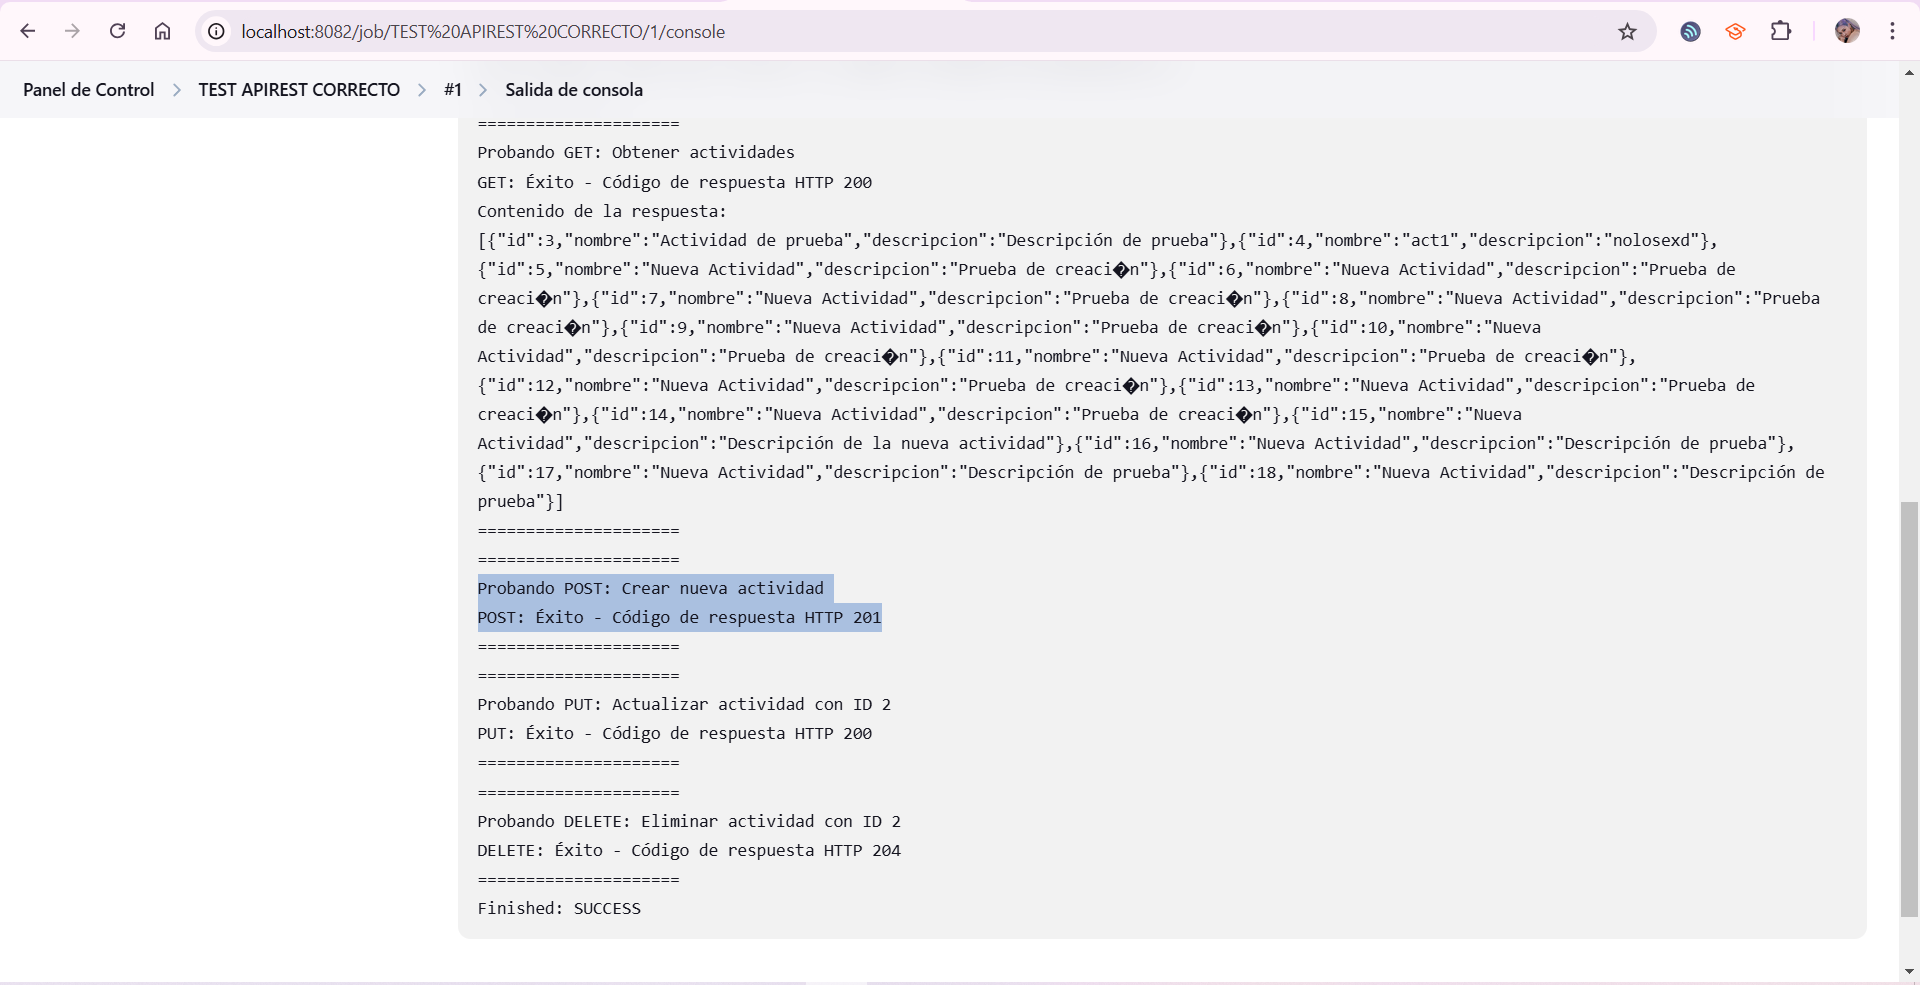 localhost:8082/job/TEST%20APIREST%20CORRECTO/1/console
Panel de Control > TEST APIREST CORRECTO > #1 > Salida de consola
=====================
Probando GET: Obtener actividades
GET: Éxito - Código de respuesta HTTP 200
Contenido de la respuesta:
[{"id":3,"nombre":"Actividad de prueba","descripcion":"Descripción de prueba"},{"id":4,"nombre":"act1","descripcion":"nolosexd"},
{"id":5,"nombre":"Nueva Actividad","descripcion":"Prueba de creaci�n"},{"id":6,"nombre":"Nueva Actividad","descripcion":"Prueba de
creaci�n"},{"id":7,"nombre":"Nueva Actividad","descripcion":"Prueba de creaci�n"},{"id":8,"nombre":"Nueva Actividad","descripcion":"Prueba
de creaci�n"},{"id":9,"nombre":"Nueva Actividad","descripcion":"Prueba de creaci�n"},{"id":10,"nombre":"Nueva
Actividad","descripcion":"Prueba de creaci�n"},{"id":11,"nombre":"Nueva Actividad","descripcion":"Prueba de creaci�n"},
{"id":12,"nombre":"Nueva Actividad","descripcion":"Prueba de creaci�n"},{"id":13,"nombre":"Nueva Actividad","descripcion":"Prueba de
creaci�n"},{"id":14,"nombre":"Nueva Actividad","descripcion":"Prueba de creaci�n"},{"id":15,"nombre":"Nueva
Actividad","descripcion":"Descripción de la nueva actividad"},{"id":16,"nombre":"Nueva Actividad","descripcion":"Descripción de prueba"},
{"id":17,"nombre":"Nueva Actividad","descripcion":"Descripción de prueba"},{"id":18,"nombre":"Nueva Actividad","descripcion":"Descripción de
prueba"}]
=====================
=====================
Probando POST: Crear nueva actividad
POST: Éxito - Código de respuesta HTTP 201
=====================
=====================
Probando PUT: Actualizar actividad con ID 2
PUT: Éxito - Código de respuesta HTTP 200
=====================
=====================
Probando DELETE: Eliminar actividad con ID 2
DELETE: Éxito - Código de respuesta HTTP 204
=====================
Finished: SUCCESS